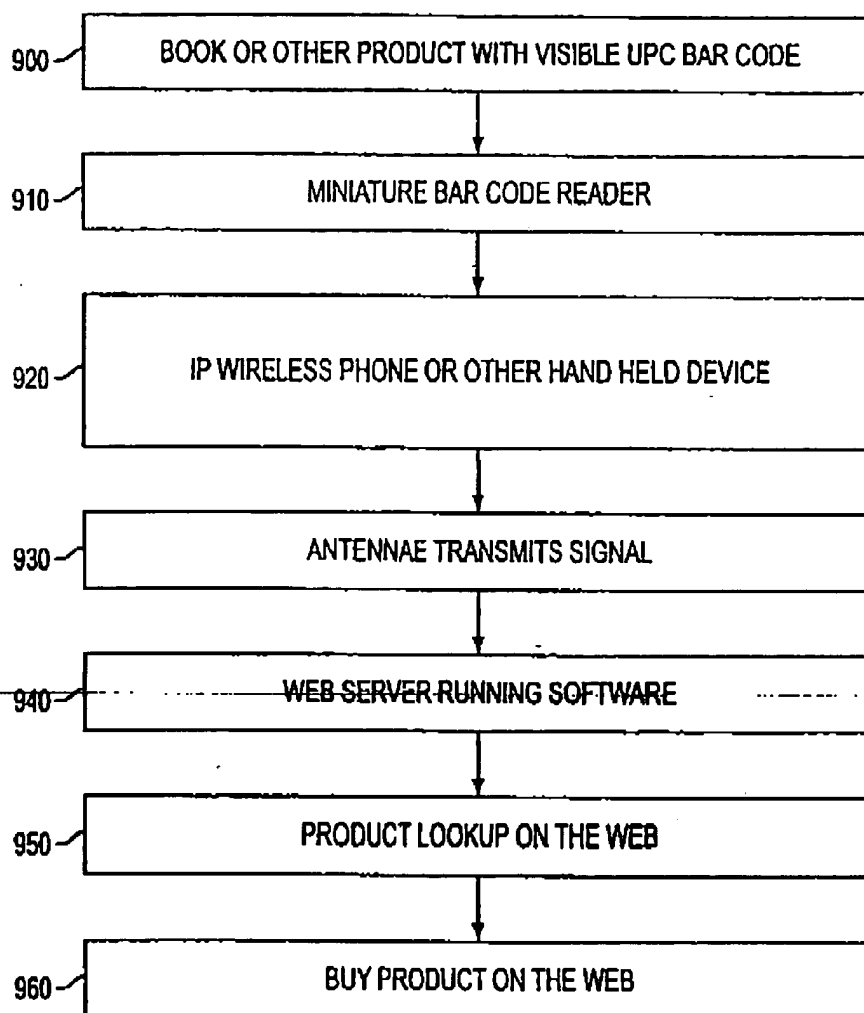 900 BOOK OR OTHER PRODUCT WITH VISIBLE UPC BAR CODE
910 MINIATURE BAR CODE READER
920 IP WIRELESS PHONE OR OTHER HAND HELD DEVICE
930 ANTENNAE TRANSMITS SIGNAL
940 WEB SERVER RUNNING SOFTWARE
950 PRODUCT LOOKUP ON THE WEB
960 BUY PRODUCT ON THE WEB